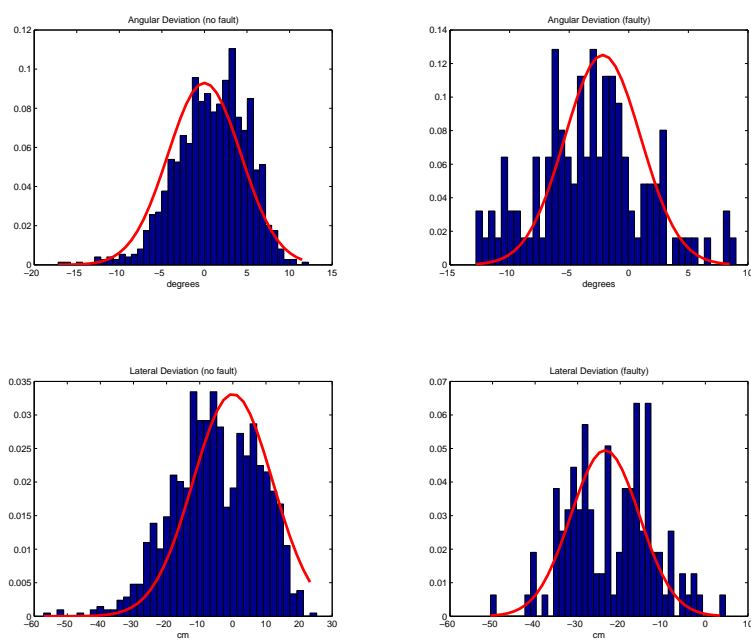 Angular Deviation (no fault)
0.12
0.1
0.08
0.06
0.04
0.02
0
−20 −15 −10 −5 0 5 10 15
degrees
Angular Deviation (faulty)
0.14
0.12
0.1
0.08
0.06
0.04
0.02
0
−15 −10 −5 0 5 10
degrees
Lateral Deviation (no fault)
0.035
0.03
0.025
0.02
0.015
0.01
0.005
0
−60 −50 −40 −30 −20 −10 0 10 20 30
cm
Lateral Deviation (faulty)
0.07
0.06
0.05
0.04
0.03
0.02
0.01
0
−60 −50 −40 −30 −20 −10 0 10
cm